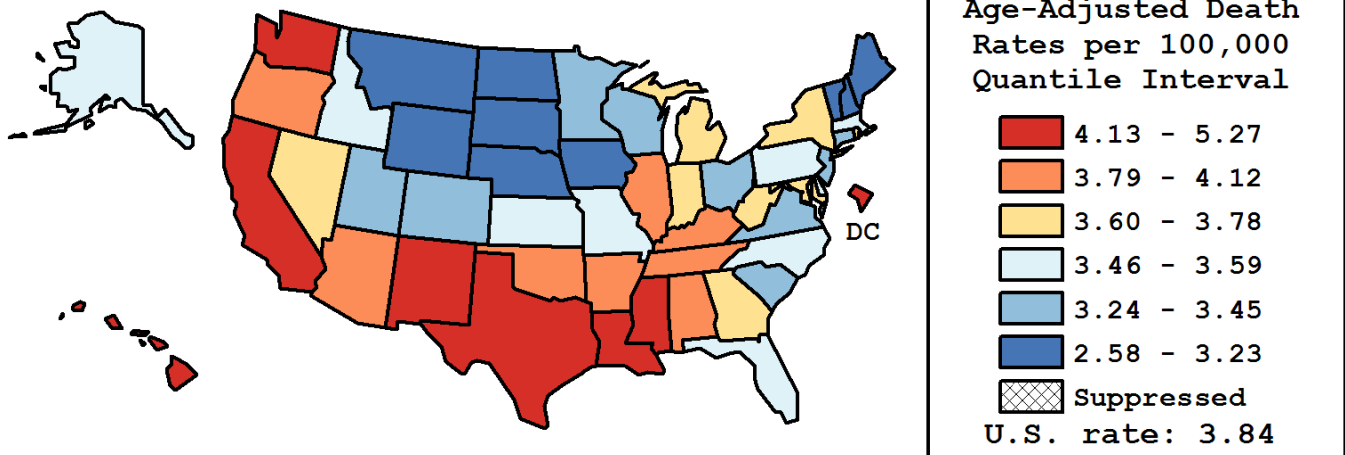 DC
Age-Adjusted Death
Rates per 100,000
Quantile Interval
4.13 - 5.27
3.79 - 4.12
3.60 - 3.78
3.46 - 3.59
3.24 - 3.45
2.58 - 3.23
Suppressed
U.S. rate: 3.84